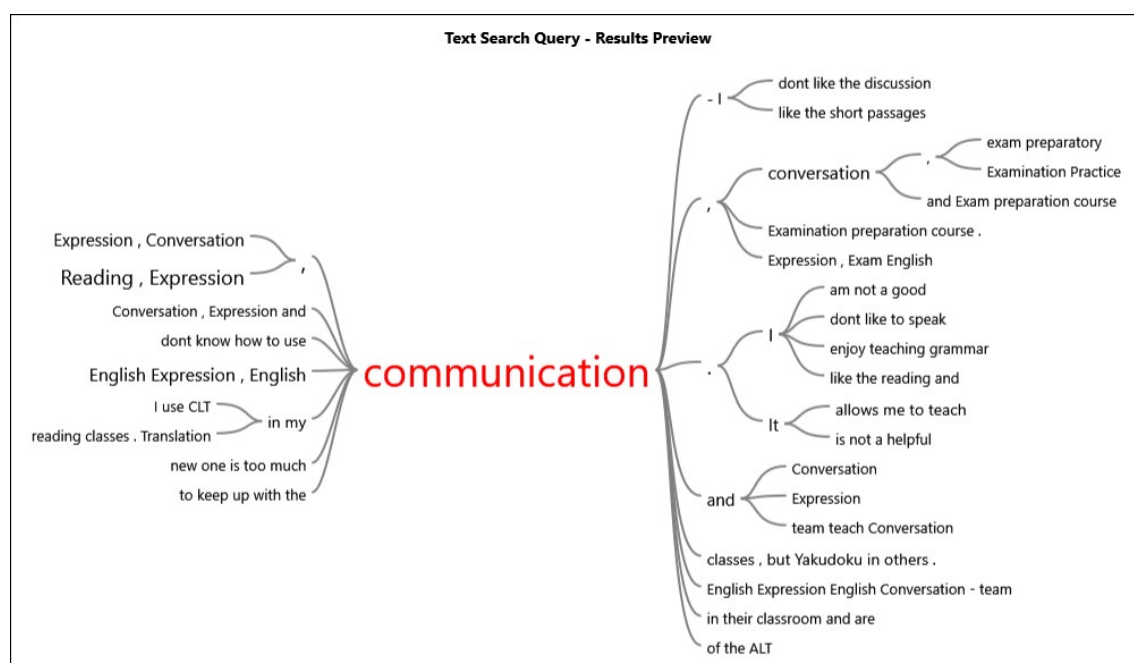 Text Search Query - Results Preview
Expression , Conversation
Reading , Expression
,
Conversation , Expression and
dont know how to use
English Expression , English
I use CLT
reading classes . Translation
in my
new one is too much
to keep up with the
communication
- I
dont like the discussion
like the short passages
,
conversation
,
exam preparatory
Examination Practice
and Exam preparation course
Examination preparation course .
Expression , Exam English
.
I
am not a good
dont like to speak
enjoy teaching grammar
like the reading and
It
allows me to teach
is not a helpful
and
Conversation
Expression
team teach Conversation
classes , but Yakudoku in others .
English Expression English Conversation - team
in their classroom and are
of the ALT